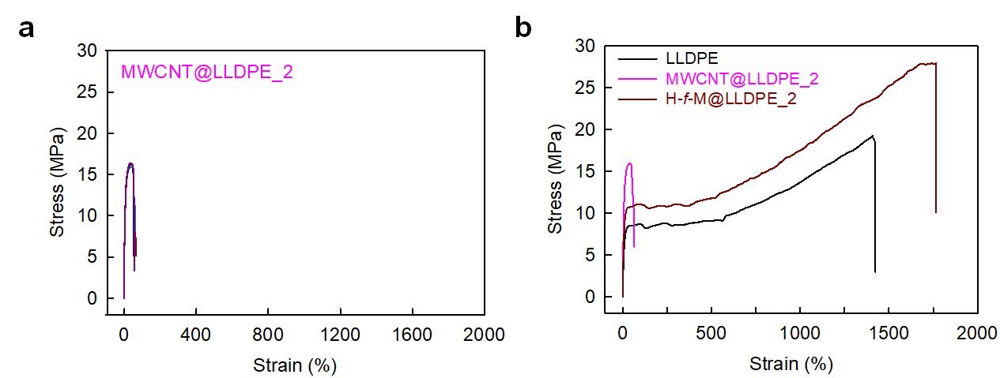 a
MWCNT@LLDPE_2
30
25
20
15
10
5
0
Stress (MPa)
0 400 800 1200 1600 2000
Strain (%)
b
LLDPE
MWCNT@LLDPE_2
H-f-M@LLDPE_2
30
25
20
15
10
5
0
Stress (MPa)
0 500 1000 1500 2000
Strain (%)